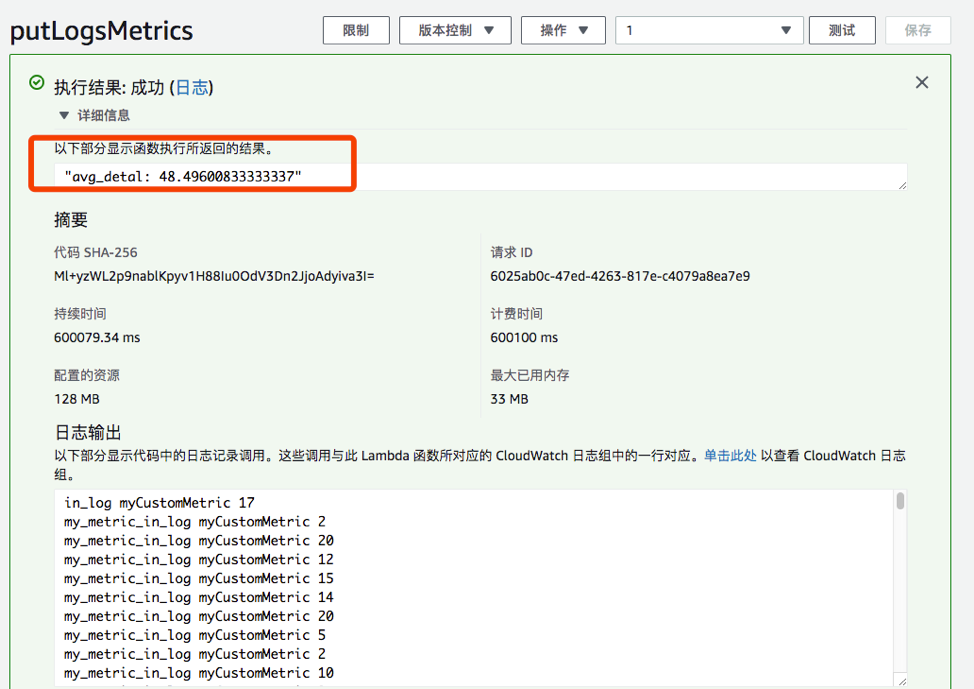 putLogsMetrics
限制
版本控制
操作
1
测试
保存
执行结果: 成功 (日志)
详细信息
以下部分显示函数执行所返回的结果。
"avg_detal: 48.49600833333337"
摘要
代码 SHA-256
请求 ID
Ml+yzWL2p9nablKpyv1H88Iu0OdV3Dn2JjoAdyiva3I=
6025ab0c-47ed-4263-817e-c4079a8ea7e9
持续时间
计费时间
600079.34 ms
600100 ms
配置的资源
最大已用内存
128 MB
33 MB
日志输出
以下部分显示代码中的日志记录调用。这些调用与此 Lambda 函数所对应的 CloudWatch 日志组中的一行对应。单击此处 以查看 CloudWatch 日志
组。
in_log myCustomMetric 17
my_metric_in_log myCustomMetric 2
my_metric_in_log myCustomMetric 20
my_metric_in_log myCustomMetric 12
my_metric_in_log myCustomMetric 15
my_metric_in_log myCustomMetric 14
my_metric_in_log myCustomMetric 20
my_metric_in_log myCustomMetric 5
my_metric_in_log myCustomMetric 2
my_metric_in_log myCustomMetric 10